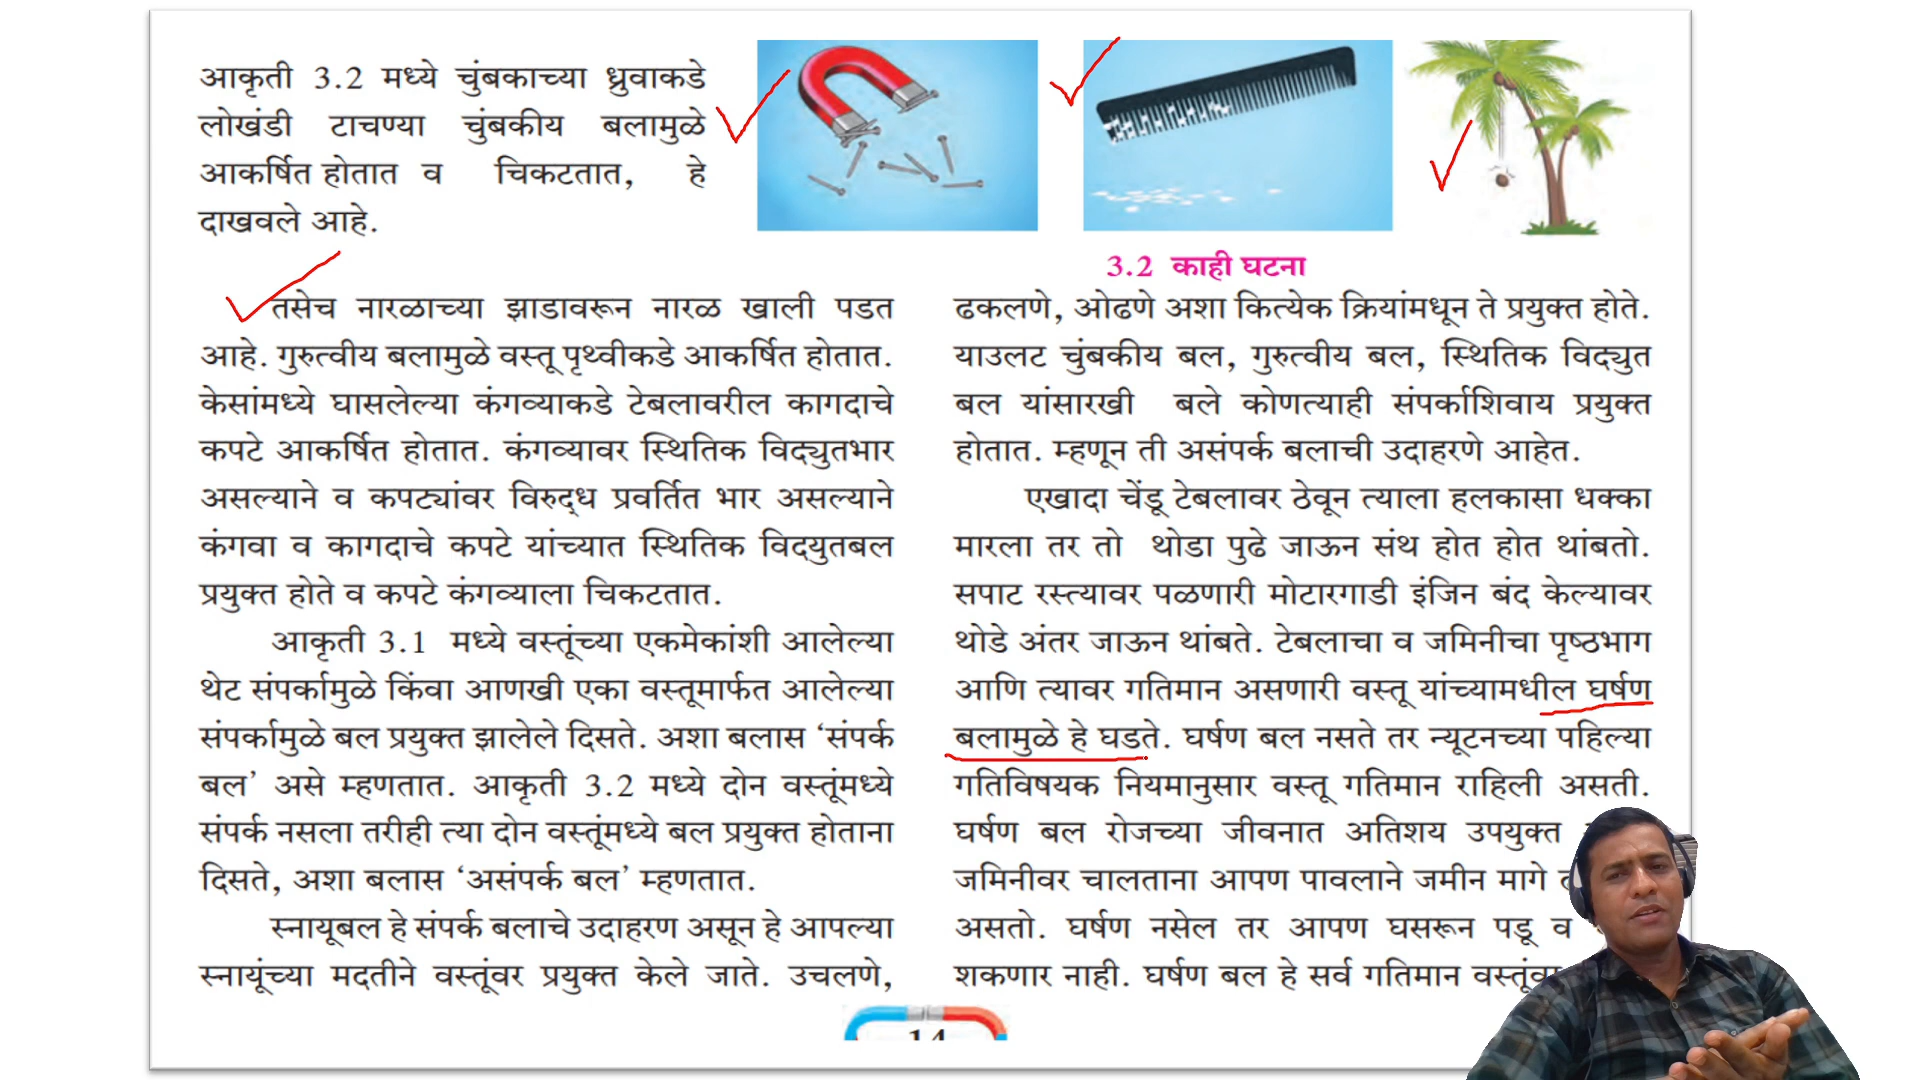 आकृती 3.2 मध्ये चुंबकाच्या ध्रुवाकडे
लोखंडी टाचण्या चुंबकीय बलामुळे
आकर्षित होतात व चिकटतात, हे
दाखवले आहे.
3.2 काही घटना
तसेच नारळाच्या झाडावरून नारळ खाली पडत
आहे. गुरुत्वीय बलामुळे वस्तू पृथ्वीकडे आकर्षित होतात.
केसांमध्ये घासलेल्या कंगव्याकडे टेबलावरील कागदाचे
कपटे आकर्षित होतात. कंगव्यावर स्थितिक विद्युतभार
असल्याने व कपट्यांवर विरुद्ध प्रवर्तित भार असल्याने
कंगवा व कागदाचे कपटे यांच्यात स्थितिक विद्युतबल
प्रयुक्त होते व कपटे कंगव्याला चिकटतात.
आकृती 3.1 मध्ये वस्तूंच्या एकमेकांशी आलेल्या
थेट संपर्कामुळे किंवा आणखी एका वस्तूमार्फत आलेल्या
संपर्कामुळे बल प्रयुक्त झालेले दिसते. अशा बलास ‘संपर्क
बल’ असे म्हणतात. आकृती 3.2 मध्ये दोन वस्तूंमध्ये
संपर्क नसला तरीही त्या दोन वस्तूंमध्ये बल प्रयुक्त होताना
दिसते, अशा बलास ‘असंपर्क बल’ म्हणतात.
स्नायूबल हे संपर्क बलाचे उदाहरण असून हे आपल्या
स्नायूंच्या मदतीने वस्तूंवर प्रयुक्त केले जाते. उचलणे,
ढकलणे, ओढणे अशा कित्येक क्रियांमधून ते प्रयुक्त होते.
याउलट चुंबकीय बल, गुरुत्वीय बल, स्थितिक विद्युत
बल यांसारखी बले कोणत्याही संपर्काशिवाय प्रयुक्त
होतात. म्हणून ती असंपर्क बलाची उदाहरणे आहेत.
एखादा चेंडू टेबलावर ठेवून त्याला हलकासा धक्का
मारला तर तो थोडा पुढे जाऊन संथ होत होत थांबतो.
सपाट रस्त्यावर पळणारी मोटारगाडी इंजिन बंद केल्यावर
थोडे अंतर जाऊन थांबते. टेबलाचा व जमिनीचा पृष्ठभाग
आणि त्यावर गतिमान असणारी वस्तू यांच्यामधील घर्षण
बलामुळे हे घडते. घर्षण बल नसते तर न्यूटनच्या पहिल्या
गतिविषयक नियमानुसार वस्तू गतिमान राहिली असती.
घर्षण बल रोजच्या जीवनात अतिशय उपयुक्त
जमिनीवर चालताना आपण पावलाने जमीन मागे
असतो. घर्षण नसेल तर आपण घसरून पडू व
शकणार नाही. घर्षण बल हे सर्व गतिमान
14